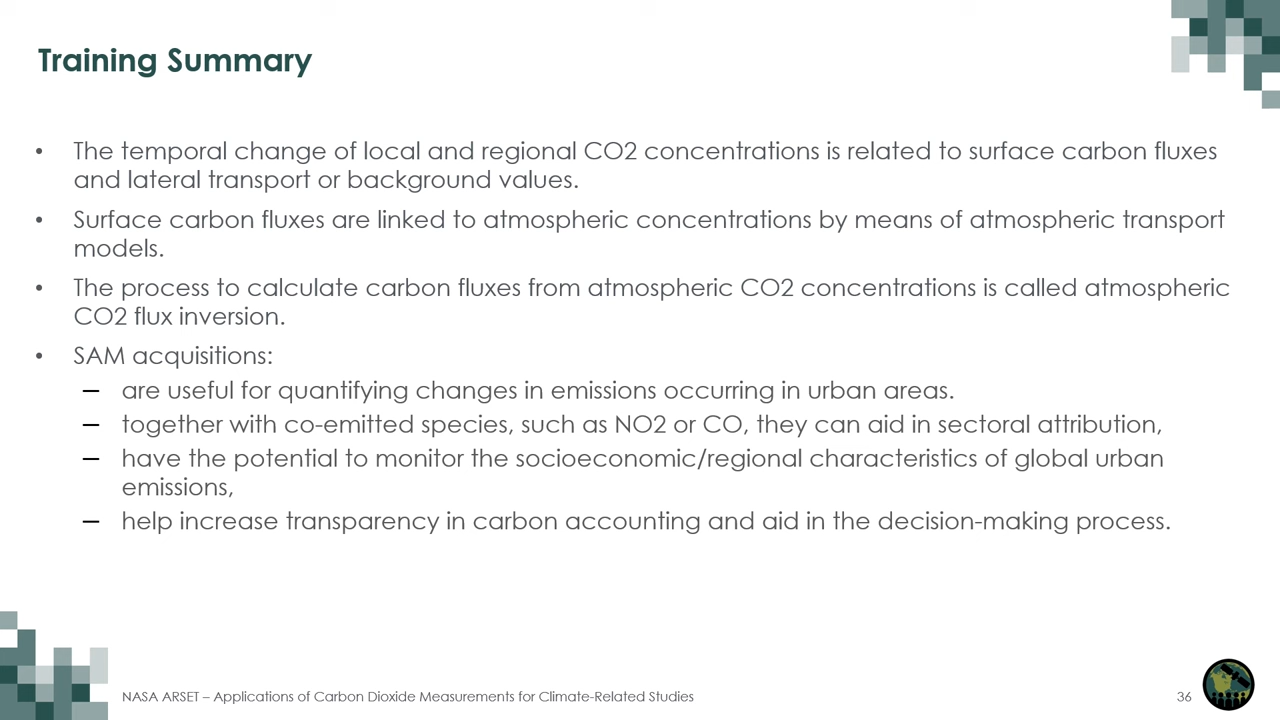 Training Summary
• The temporal change of local and regional CO2 concentrations is related to surface carbon fluxes
and lateral transport or background values.
• Surface carbon fluxes are linked to atmospheric concentrations by means of atmospheric transport
models.
• The process to calculate carbon fluxes from atmospheric CO2 concentrations is called atmospheric
CO2 flux inversion.
• SAM acquisitions:
– are useful for quantifying changes in emissions occurring in urban areas.
– together with co-emitted species, such as NO2 or CO, they can aid in sectoral attribution,
– have the potential to monitor the socioeconomic/regional characteristics of global urban
emissions,
– help increase transparency in carbon accounting and aid in the decision-making process.
NASA ARSET – Applications of Carbon Dioxide Measurements for Climate-Related Studies
36